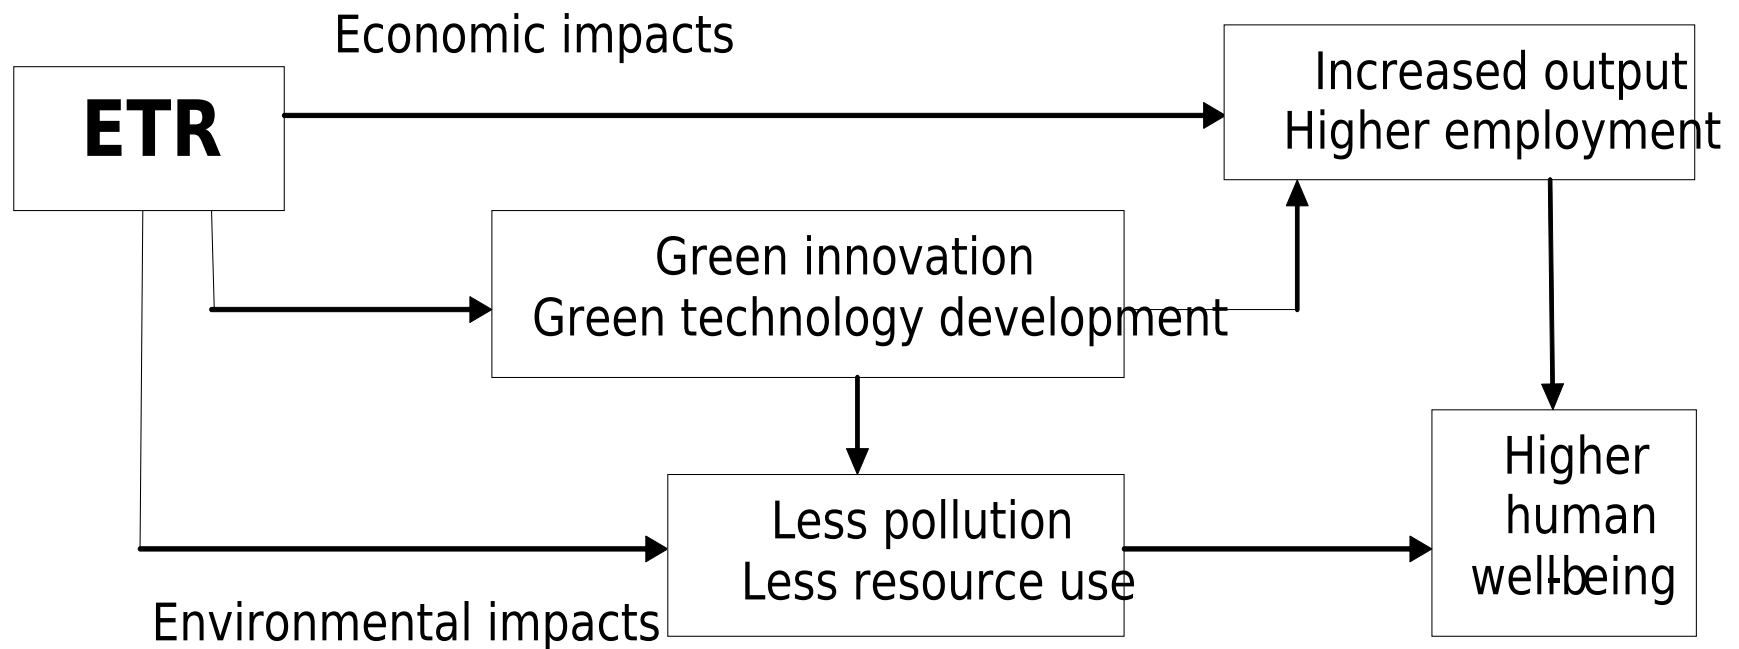 Economic impacts
ETR
Increased output
Higher employment
Green innovation
Green technology development
Less pollution
Less resource use
Higher
human
well-being
Environmental impacts